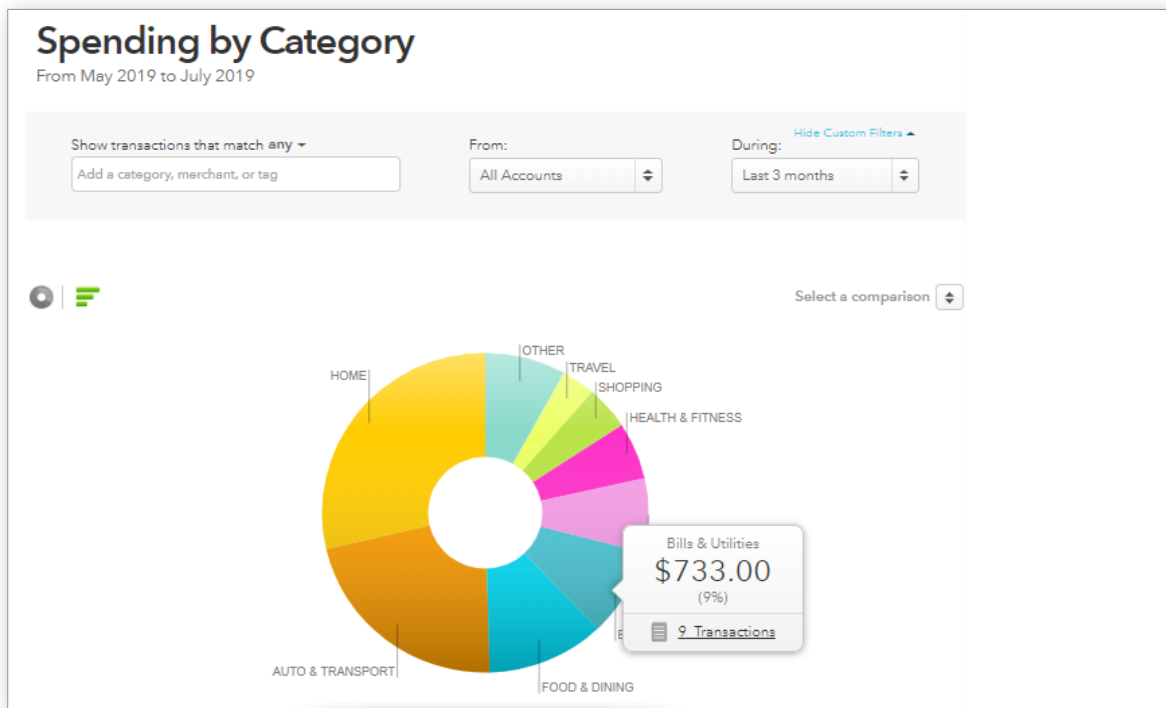 Spending by Category
From May 2019 to July 2019
Hide Custom Filters
Show transactions that match any
From:
During:
Add a category, merchant, or tag
All Accounts
Last 3 months
Select a comparison
OTHER
TRAVEL
HOME
SHOPPING
HEALTH & FITNESS
Bills & Utilities
$733.00
(9%)
9 Transactions
AUTO & TRANSPORT
FOOD & DINING